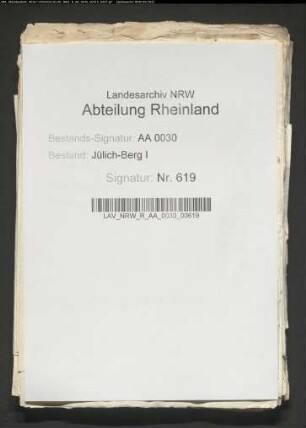 Landesarchiv NRW
Abteilung Rheinland
Bestands-Signatur: AA 0030
Bestand: Jülich-Berg I
Signatur: Nr. 619
LAV_NRW_R_AA_0030_00619